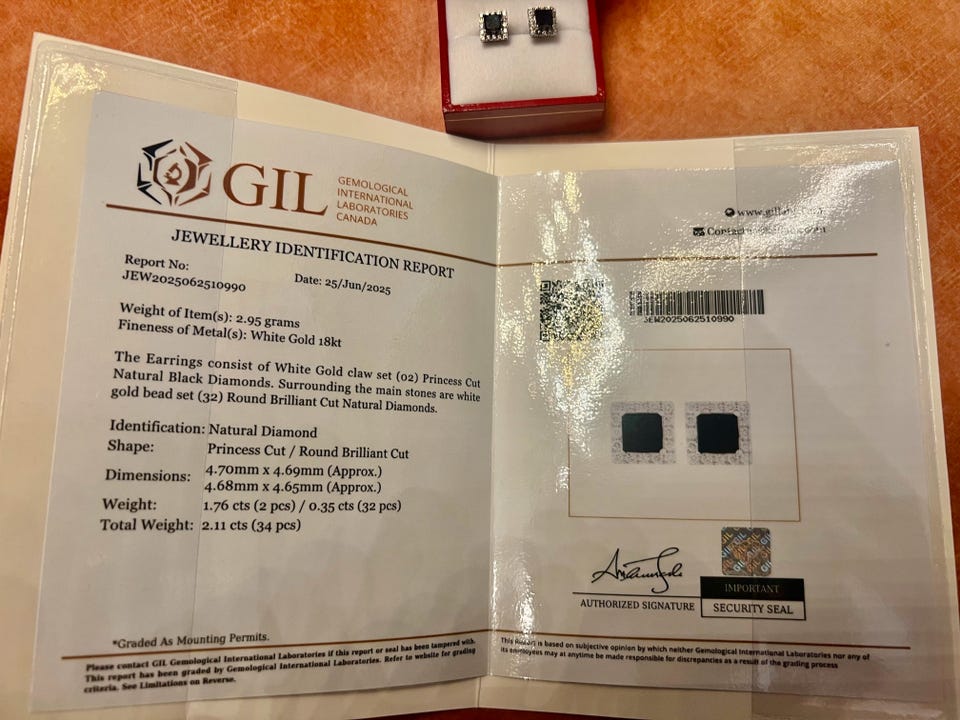 GIL
GEMOLOGICAL
INTERNATIONAL
LABORATORIES
CANADA
JEWELLERY IDENTIFICATION REPORT
Report No:
JEW2025062510990
Date: 25/Jun/2025
Weight of Item(s): 2.95 grams
Fineness of Metal(s): White Gold 18kt
The Earrings consist of White Gold claw set (02) Princess Cut
Natural Black Diamonds. Surrounding the main stones are white
gold bead set (32) Round Brilliant Cut Natural Diamonds.
Identification: Natural Diamond
Shape: Princess Cut / Round Brilliant Cut
Dimensions: 4.70mm x 4.69mm (Approx.)
4.68mm x 4.65mm (Approx.)
Weight: 1.76 cts (2 pcs) / 0.35 cts (32 pcs)
Total Weight: 2.11 cts (34 pcs)
*Graded As Mounting Permits.
Please contact GIL Gemological International Laboratories if this report or seal has been tampered with.
This report has been graded by Gemological International Laboratories. Refer to website for grading
criteria. See Limitations on Reverse.
JEW2025062510990
AUTHORIZED SIGNATURE
GIL
IMPORTANT
SECURITY SEAL
This Report is based on subjective opinion by which neither Gemological International Laboratories nor any of
its employees may at anytime be made responsible for discrepancies as a result of the grading process